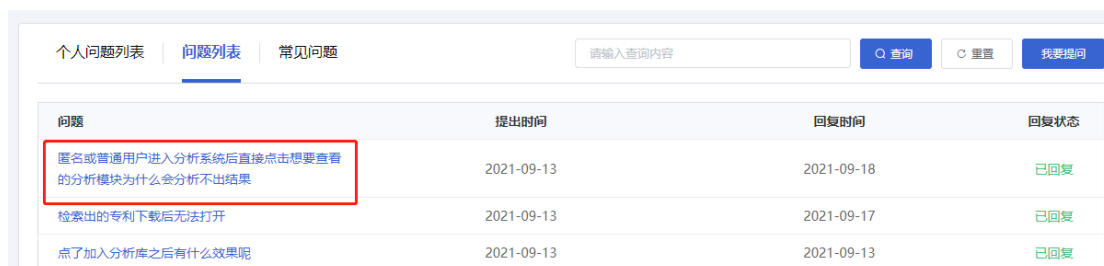 个人问题列表 问题列表 常见问题 请输入查询内容 查询 重置 我要提问
问题 提出时间 回复时间 回复状态
匿名或普通用户进入分析系统后直接点击想要查看
的分析模块为什么会分析不出结果 2021-09-13 2021-09-18 已回复
检索出的专利下载后无法打开 2021-09-13 2021-09-17 已回复
点了加入分析库之后有什么效果呢 2021-09-13 2021-09-13 已回复